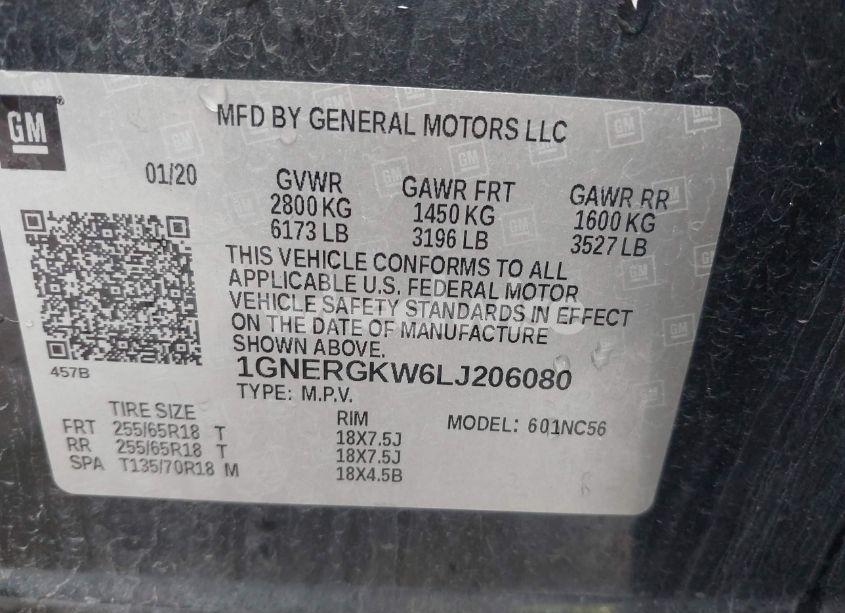 GM
MFD BY GENERAL MOTORS LLC
01/20
GVWR
2800 KG
6173 LB
GAWR FRT
1450 KG
3196 LB
GAWR RR
1600 KG
3527 LB
THIS VEHICLE CONFORMS TO ALL
APPLICABLE U.S. FEDERAL MOTOR
VEHICLE SAFETY STANDARDS IN EFFECT
ON THE DATE OF MANUFACTURE
SHOWN ABOVE.
457B
1GNERGKW6LJ206080
TYPE: M.P.V.
MODEL: 601NC56
TIRE SIZE
RIM
FRT 255/65R18 T 18X7.5J
RR 255/65R18 T 18X7.5J
SPA T135/70R18 M 18X4.5B